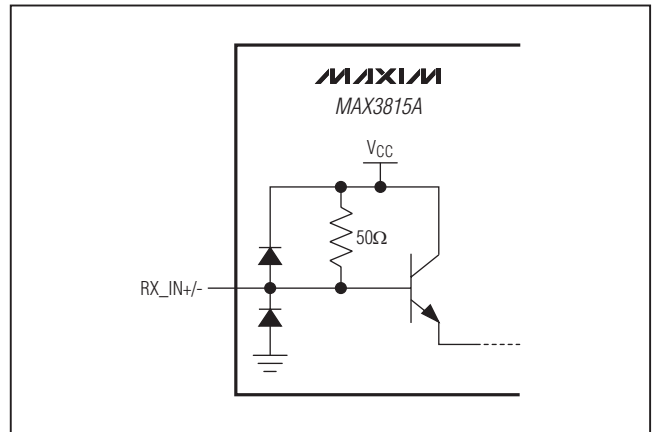 MAXIM
MAX3815A
VCC
50Ω
RX_IN+/-